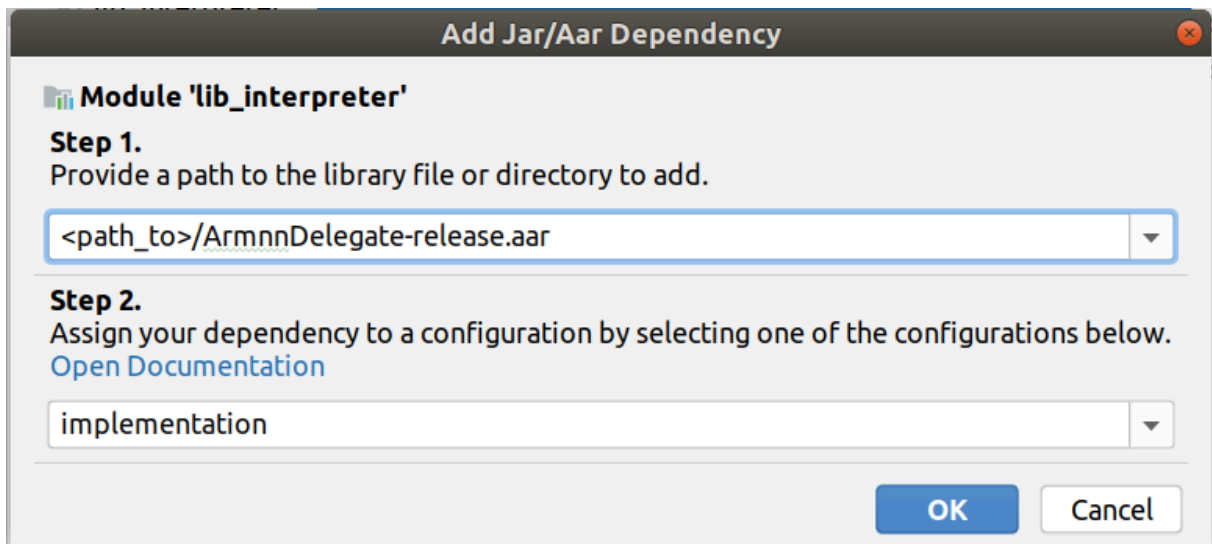 Add Jar/Aar Dependency
Module 'lib_interpreter'
Step 1.
Provide a path to the library file or directory to add.
<path_to>/ArmnnDelegate-release.aar
Step 2.
Assign your dependency to a configuration by selecting one of the configurations below.
Open Documentation
implementation
OK Cancel